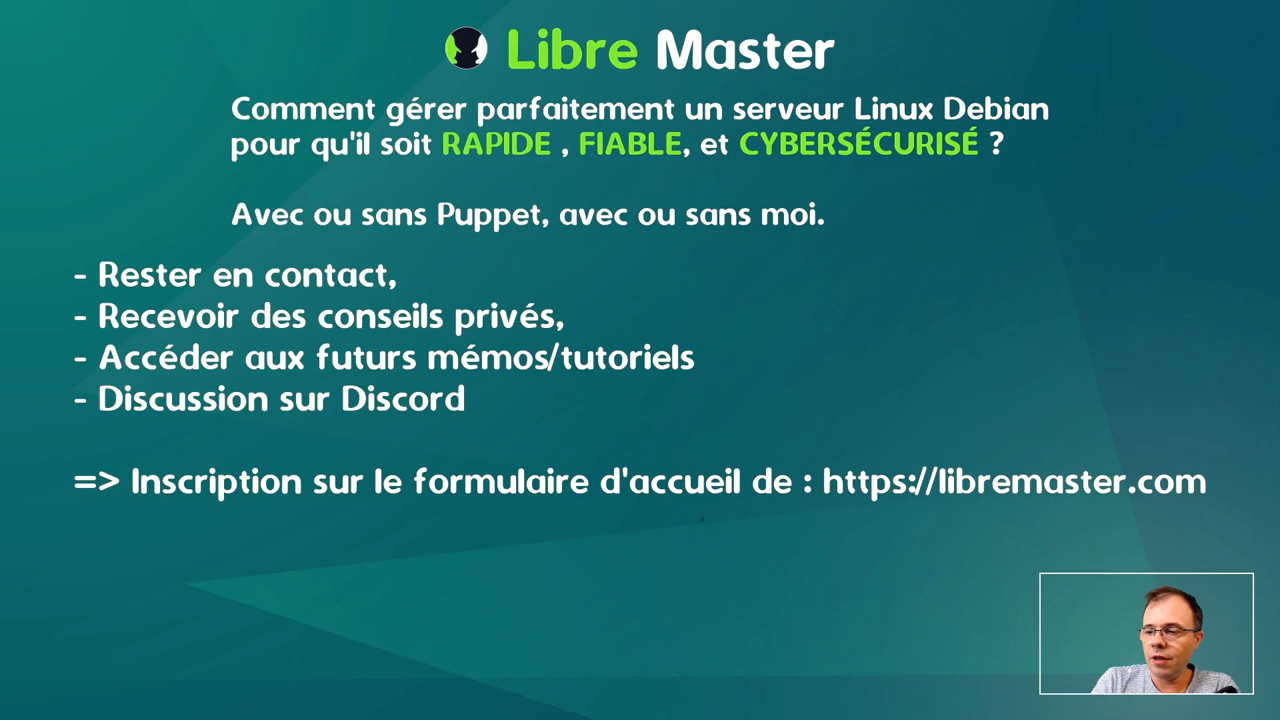 Libre Master
Comment gérer parfaitement un serveur Linux Debian
pour qu'il soit RAPIDE , FIABLE, et CYBERSÉCURISÉ ?
Avec ou sans Puppet, avec ou sans moi.
- Rester en contact,
- Recevoir des conseils privés,
- Accéder aux futurs mémos/tutoriels
- Discussion sur Discord
=> Inscription sur le formulaire d'accueil de : https://libremaster.com